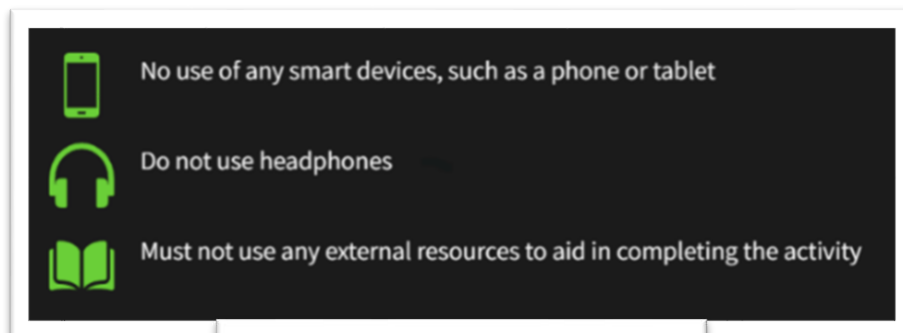 No use of any smart devices, such as a phone or tablet
Do not use headphones
Must not use any external resources to aid in completing the activity